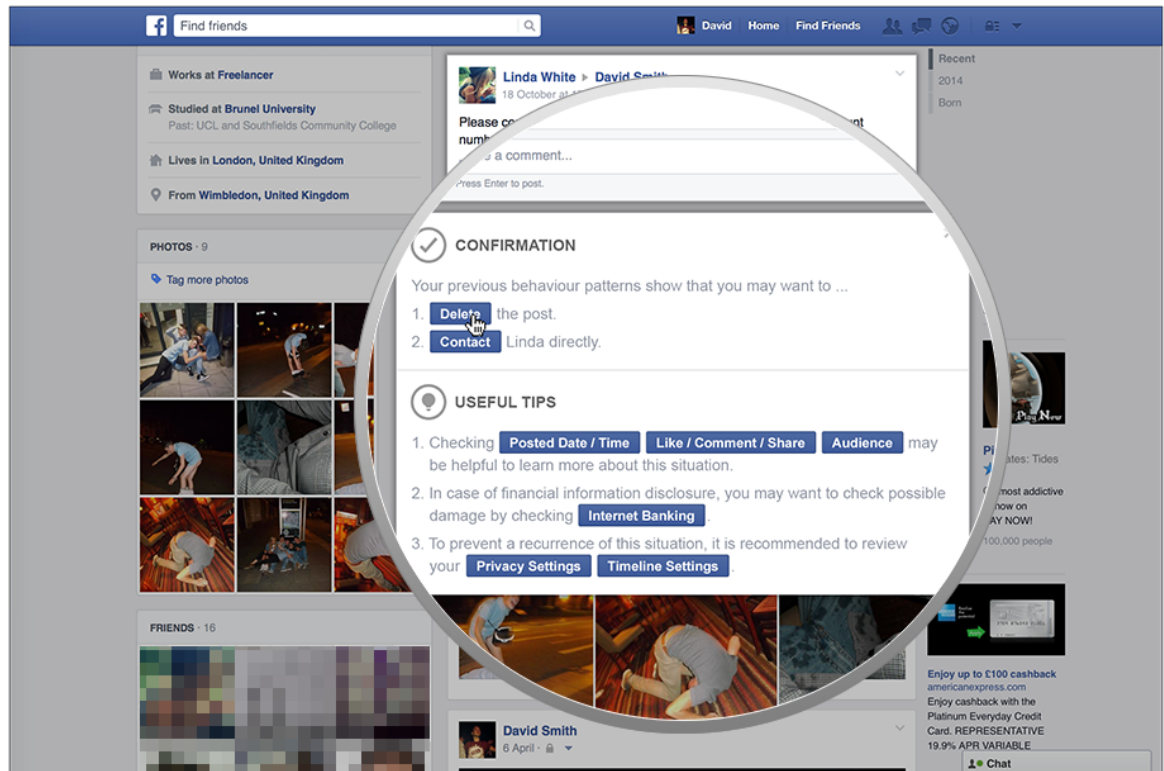 f
Find friends
David Home Find Friends
Works at Freelancer
Studied at Brunel University
Past: UCL and Southfields Community College
Lives in London, United Kingdom
From Wimbledon, United Kingdom
PHOTOS · 9
Tag more photos
FRIENDS · 16
Linda White ▸ David Smith
18 October at
Please
a comment...
Press Enter to post.
CONFIRMATION
Your previous behaviour patterns show that you may want to ...
1. Delete the post.
2. Contact Linda directly.
USEFUL TIPS
1. Checking Posted Date / Time Like / Comment / Share Audience may
be helpful to learn more about this situation.
2. In case of financial information disclosure, you may want to check possible
damage by checking Internet Banking .
3. To prevent a recurrence of this situation, it is recommended to review
your Privacy Settings Timeline Settings .
David Smith
6 April ·
Recent
2014
Born
Play Now
ates: Tides
most addictive
how on
AY NOW!
100,000 people
Enjoy up to £100 cashback
americanexpress.com
Enjoy cashback with the
Platinum Everyday Credit
Card. REPRESENTATIVE
19.9% APR VARIABLE
Chat